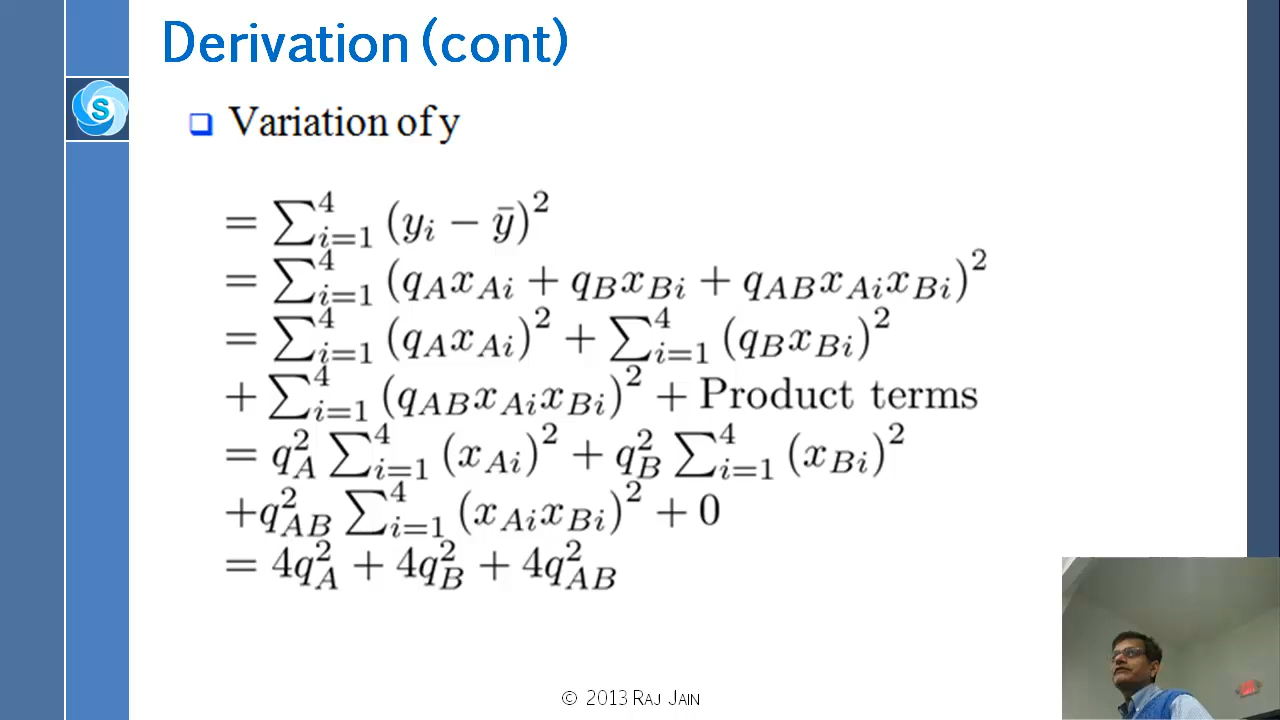 Derivation (cont)
S
Variation of y
= ∑_{i=1}^{4} (y_i − ȳ)^2
= ∑_{i=1}^{4} (q_A x_{Ai} + q_B x_{Bi} + q_{AB} x_{Ai} x_{Bi})^2
= ∑_{i=1}^{4} (q_A x_{Ai})^2 + ∑_{i=1}^{4} (q_B x_{Bi})^2
+ ∑_{i=1}^{4} (q_{AB} x_{Ai} x_{Bi})^2 + Product terms
= q_A^2 ∑_{i=1}^{4} (x_{Ai})^2 + q_B^2 ∑_{i=1}^{4} (x_{Bi})^2
+q_{AB}^2 ∑_{i=1}^{4} (x_{Ai} x_{Bi})^2 + 0
= 4q_A^2 + 4q_B^2 + 4q_{AB}^2
© 2013 RAJ JAIN